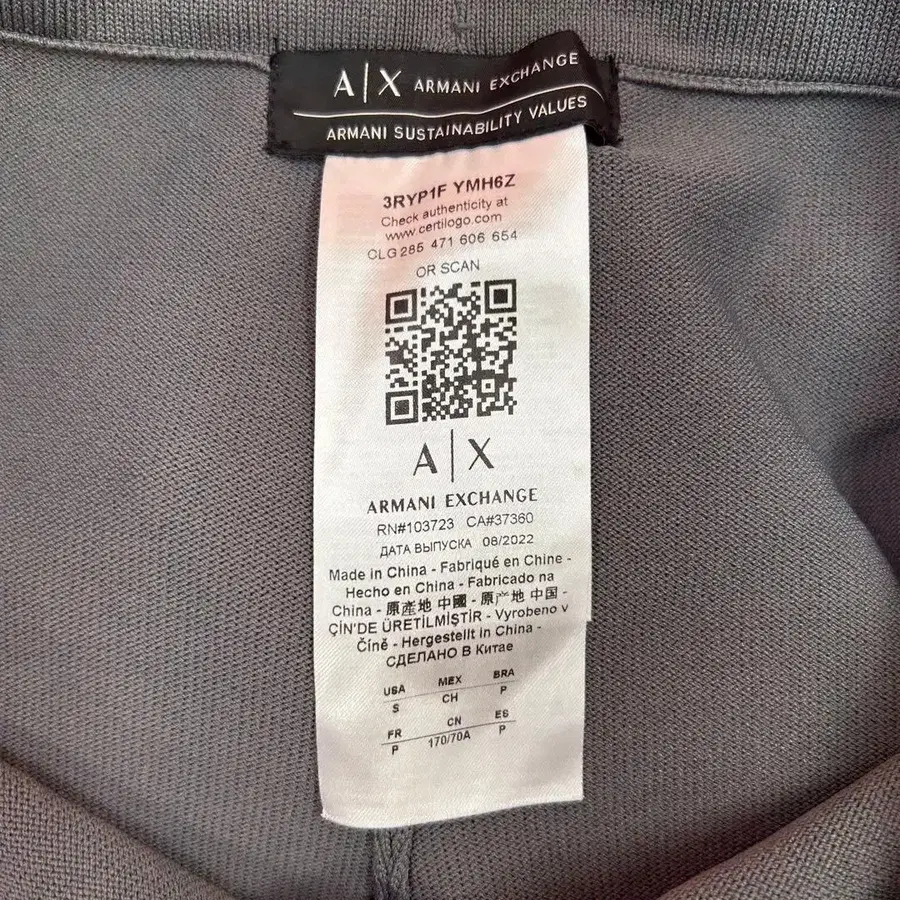 A|X ARMANI EXCHANGE
ARMANI SUSTAINABILITY VALUES
3RYP1F YMH6Z
Check authenticity at
www.certilogo.com
CLG 285 471 606 654
OR SCAN
A|X
ARMANI EXCHANGE
RN#103723 CA#37360
ДАТА ВЫПУСКА 08/2022
Made in China - Fabriqué en Chine -
Hecho en China - Fabricado na
China - 原產地 中國 - 原产地 中国 -
ÇİN'DE ÜRETİLMİŞTİR - Vyrobeno v
Číně - Hergestellt in China -
СДЕЛАНО В Китае
USA MEX BRA
S CH P
FR CN ES
P 170/70A P